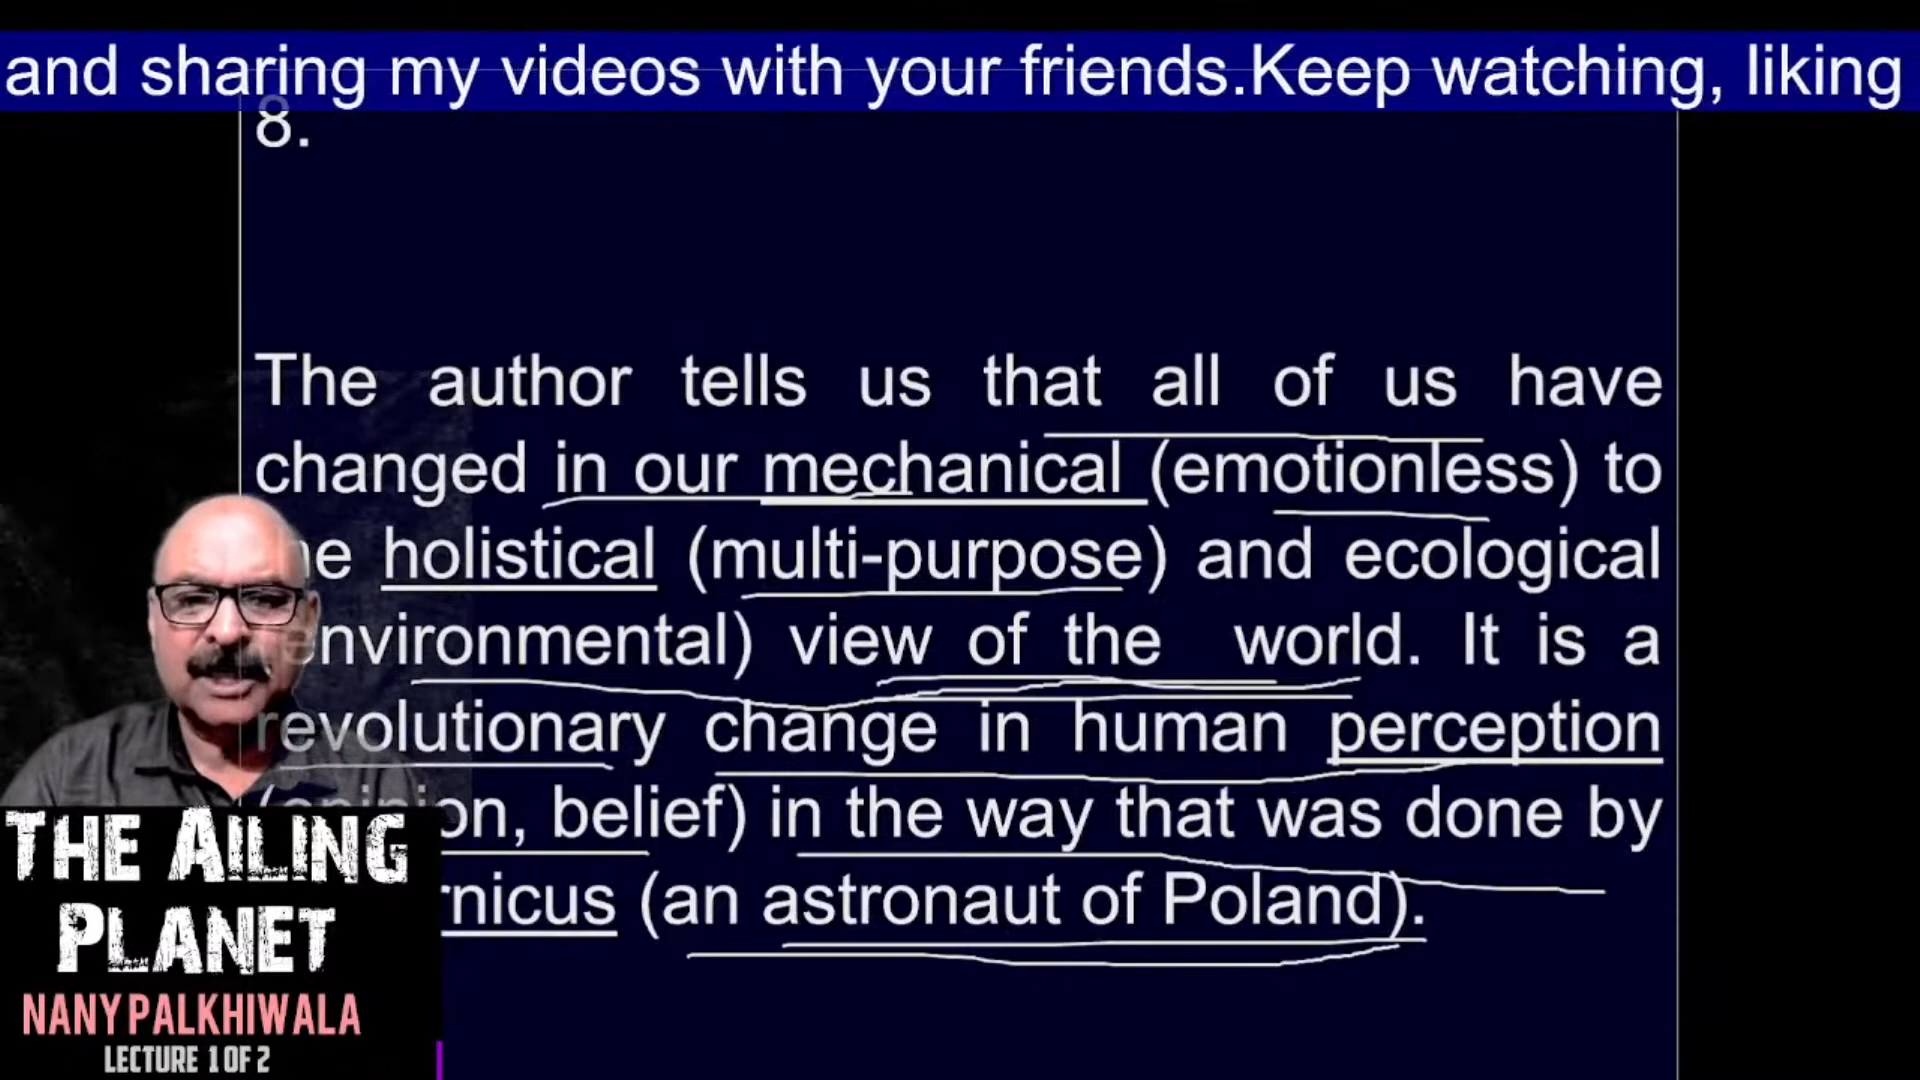 and sharing my videos with your friends.Keep watching, liking
8.
The author tells us that all of us have
changed in our mechanical (emotionless) to
holistical (multi-purpose) and ecological
environmental) view of the world. It is a
revolutionary change in human perception
belief) in the way that was done by
(an astronaut of Poland).
THE AILING
PLANET
NANY PALKHIWALA
LECTURE 1 OF 2